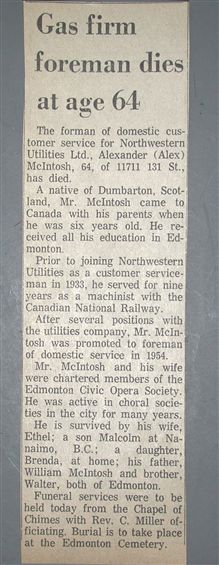 Gas firm
foreman dies
at age 64
The forman of domestic cus-
tomer service for Northwestern
Utilities Ltd., Alexander (Alex)
McIntosh, 64, of 11711 131 St.,
has died.
A native of Dumbarton, Scot-
land, Mr. McIntosh came to
Canada with his parents when
he was six years old. He re-
ceived all his education in Ed-
monton.
Prior to joining Northwestern
Utilities as a customer service-
man in 1933, he served for nine
years as a machinist with the
Canadian National Railway.
After several positions with
the utilities company, Mr. McIn-
tosh was promoted to foreman
of domestic service in 1954.
Mr. McIntosh and his wife
were chartered members of the
Edmonton Civic Opera Society.
He was active in choral socie-
ties in the city for many years.
He is survived by his wife,
Ethel; a son Malcolm at Na-
naimo, B.C.; a daughter,
Brenda, at home; his father,
William McIntosh and brother,
Walter, both of Edmonton.
Funeral services were to be
held today from the Chapel of
Chimes with Rev. C. Miller of-
ficiating. Burial is to take place
at the Edmonton Cemetery.